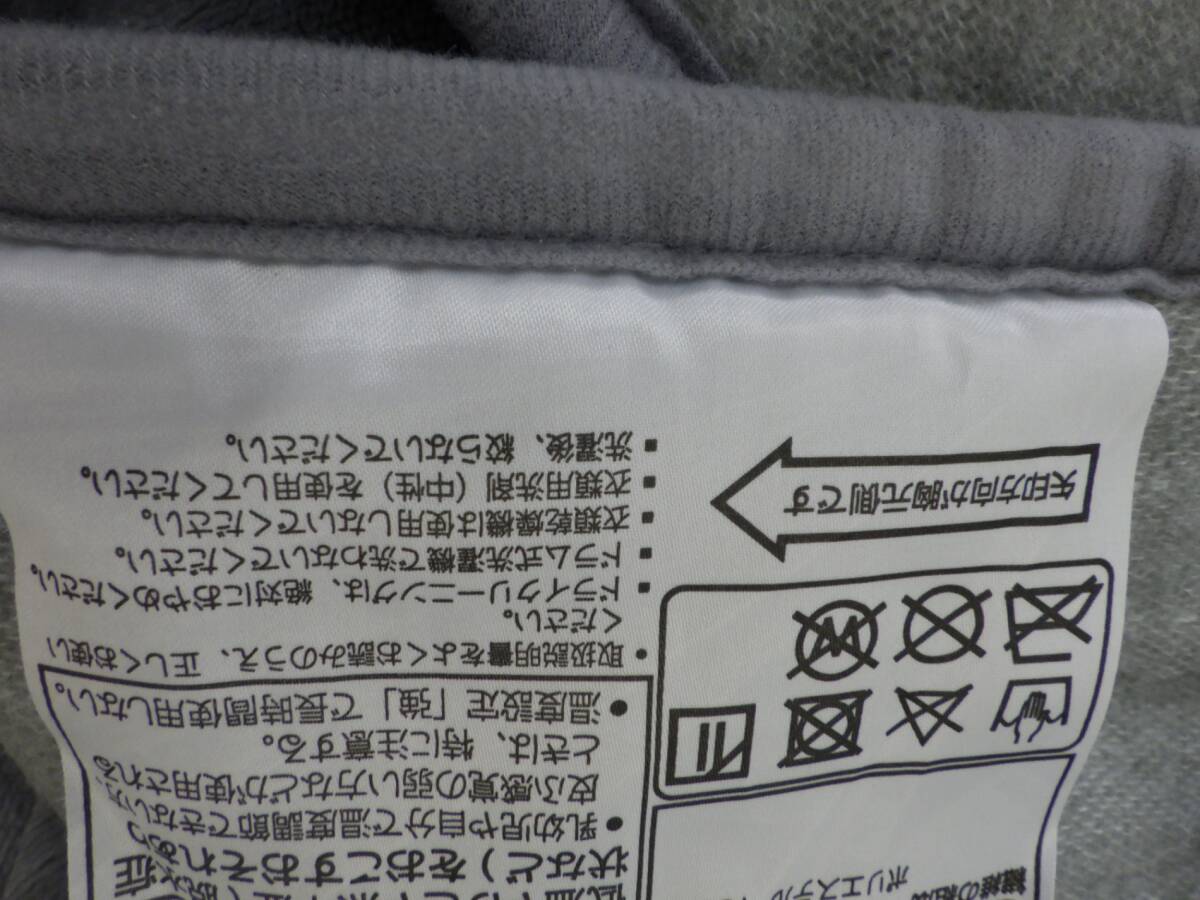 繊維の組成
ポリエステル
低温やけど
状など）をおこすおそれあり
●乳幼児や自分で温度調節できない方、
皮ふ感覚の弱い方などが使用される
ときは、特に注意する。
●温度設定「強」で長時間使用しない。
・取扱説明書をよくお読みのうえ、正しくお使い
ください。
・ドライクリーニングは、絶対におやめください
・ドラム式洗濯機で洗わないでください。
・衣類乾燥機は使用しないでください。
・衣類用洗剤（中性）を使用してください。
・洗濯後、絞らないでください。
W
矢印方向が胸元側です